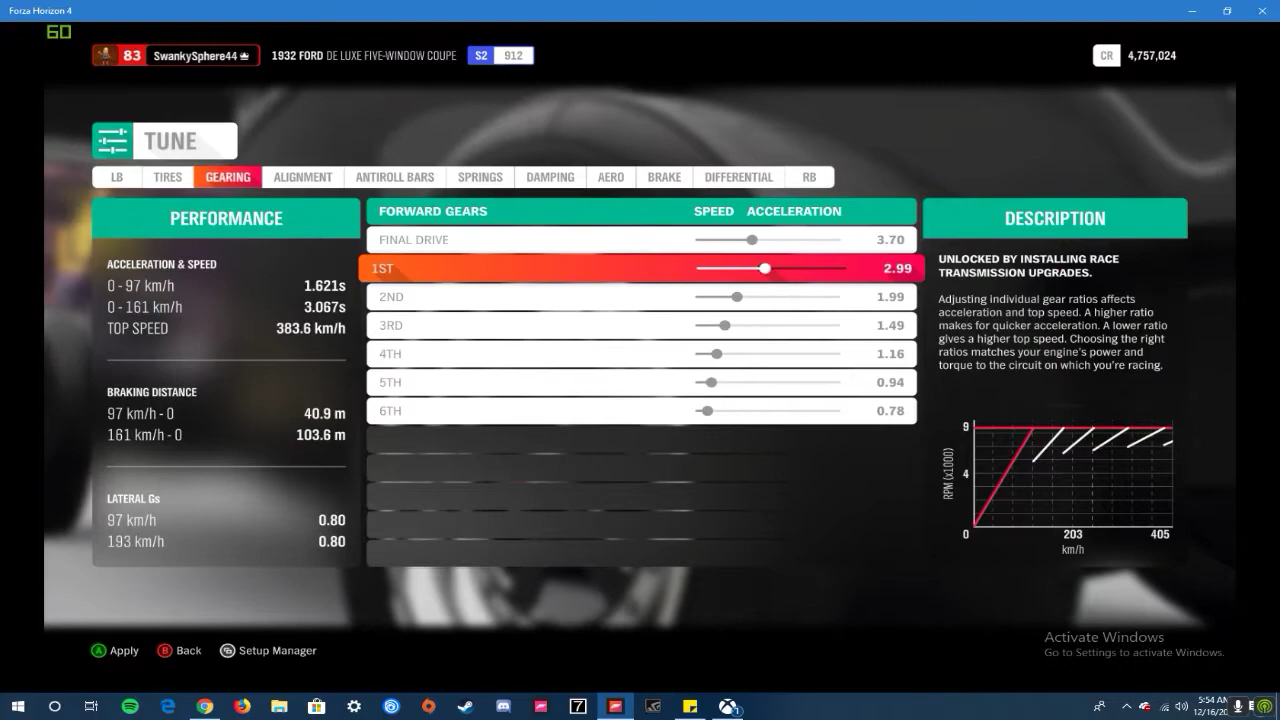 Forza Horizon 4
60
83 SwankySphere44 1932 FORD DE LUXE FIVE-WINDOW COUPE S2 912 CR 4,757,024
TUNE
LB TIRES GEARING ALIGNMENT ANTIROLL BARS SPRINGS DAMPING AERO BRAKE DIFFERENTIAL RB
PERFORMANCE
ACCELERATION & SPEED
0 - 97 km/h 1.621s
0 - 161 km/h 3.067s
TOP SPEED 383.6 km/h
BRAKING DISTANCE
97 km/h - 0 40.9 m
161 km/h - 0 103.6 m
LATERAL Gs
97 km/h 0.80
193 km/h 0.80
FORWARD GEARS SPEED ACCELERATION
FINAL DRIVE 3.70
1ST 2.99
2ND 1.99
3RD 1.49
4TH 1.16
5TH 0.94
6TH 0.78
DESCRIPTION
UNLOCKED BY INSTALLING RACE
TRANSMISSION UPGRADES.
Adjusting individual gear ratios affects
acceleration and top speed. A higher ratio
makes for quicker acceleration. A lower ratio
gives a higher top speed. Choosing the right
ratios matches your engine's power and
torque to the circuit on which you're racing.
9
4
0
RPM (x1000)
0 203 405
km/h
A Apply B Back Setup Manager
Activate Windows
Go to Settings to activate Windows.
7
1
5:54 AM